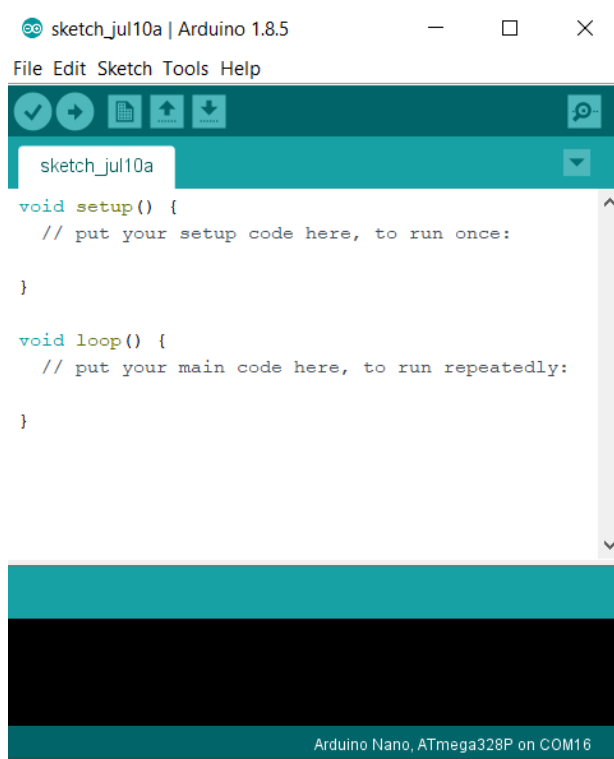 sketch_jul10a | Arduino 1.8.5
File Edit Sketch Tools Help
sketch_jul10a
void setup() {
  // put your setup code here, to run once:
}
void loop() {
  // put your main code here, to run repeatedly:
}
Arduino Nano, ATmega328P on COM16